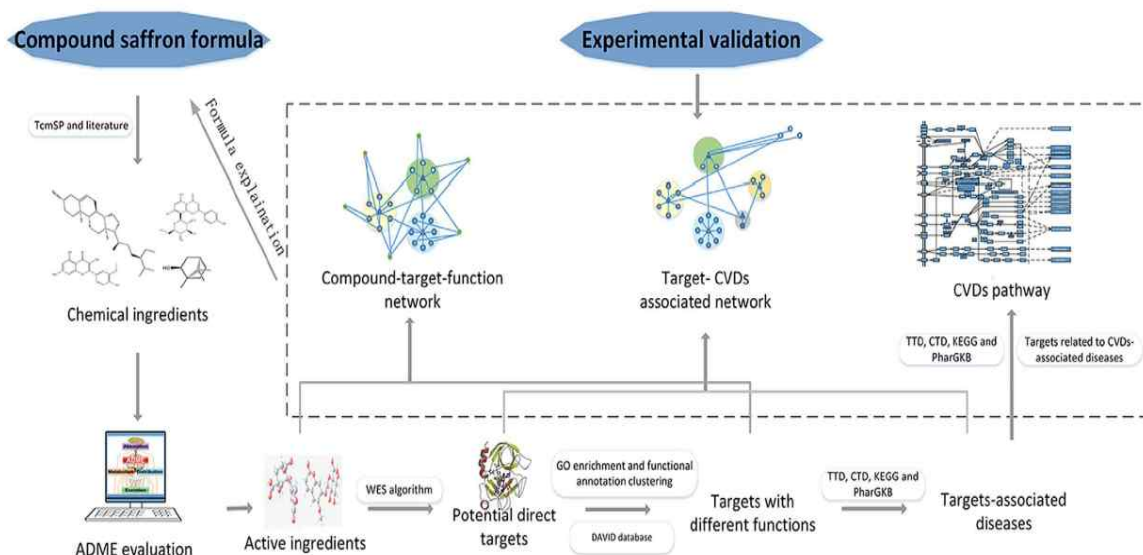 Compound saffron formula
Experimental validation
TcmSP and literature
Formula explaination
Chemical ingredients
Compound-target-function
network
Target- CVDs
associated network
CVDs pathway
TTD, CTD, KEGG and
PharGKB
Targets related to CVDs-
associated diseases
ADME
ADME evaluation
Active ingredients
WES algorithm
Potential direct
targets
GO enrichment and functional
annotation clustering
DAVID database
Targets with
different functions
TTD, CTD, KEGG and
PharGKB
Targets-associated
diseases